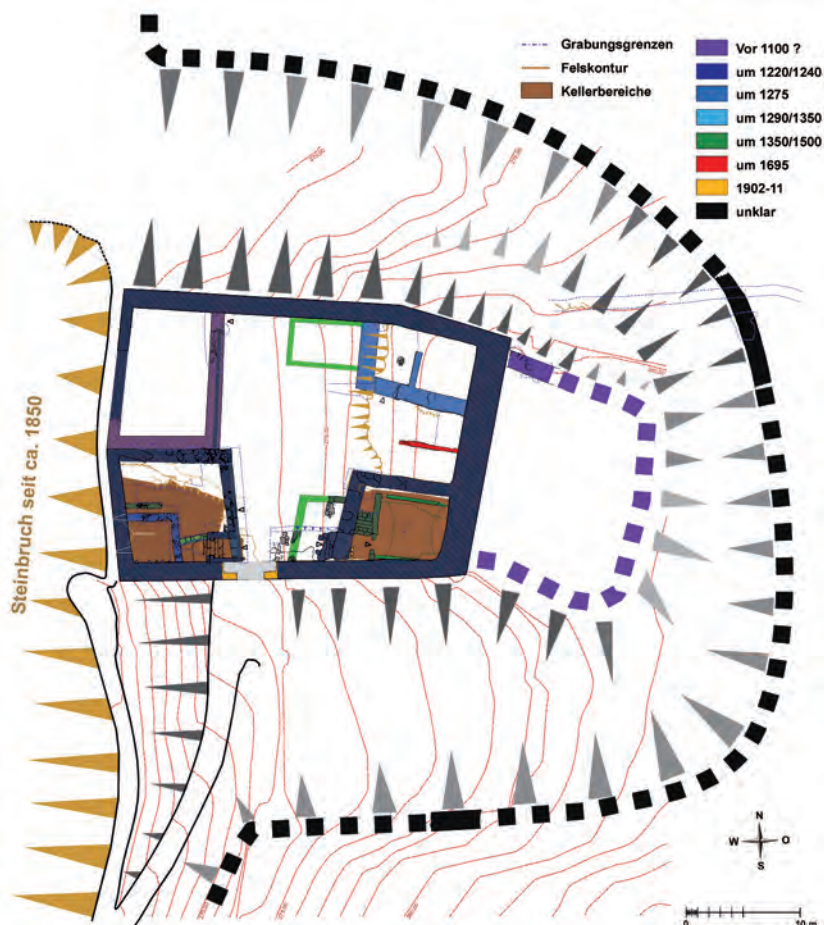 Grabungsgrenzen
Felskontur
Kellerbereiche
Vor 1100 ?
um 1220/1240
um 1275
um 1290/1350
um 1350/1500
um 1695
1902-11
unklar
Steinbruch seit ca. 1850
N
W O
S
0 10 m